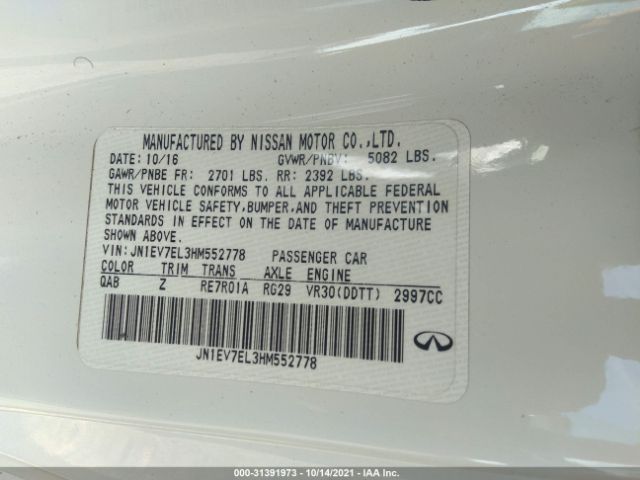 MANUFACTURED BY NISSAN MOTOR CO.,LTD.
DATE: 10/16 GVWR/PNBV: 5082 LBS.
GAWR/PNBE FR: 2701 LBS. RR: 2392 LBS.
THIS VEHICLE CONFORMS TO ALL APPLICABLE FEDERAL
MOTOR VEHICLE SAFETY,BUMPER,AND THEFT PREVENTION
STANDARDS IN EFFECT ON THE DATE OF MANUFACTURE
SHOWN ABOVE.
VIN: JN1EV7EL3HM552778 PASSENGER CAR
COLOR TRIM TRANS AXLE ENGINE
QAB Z RE7R01A RG29 VR30(DDTT) 2997CC
JN1EV7EL3HM552778
000-31391973 - 10/14/2021 - IAA Inc.